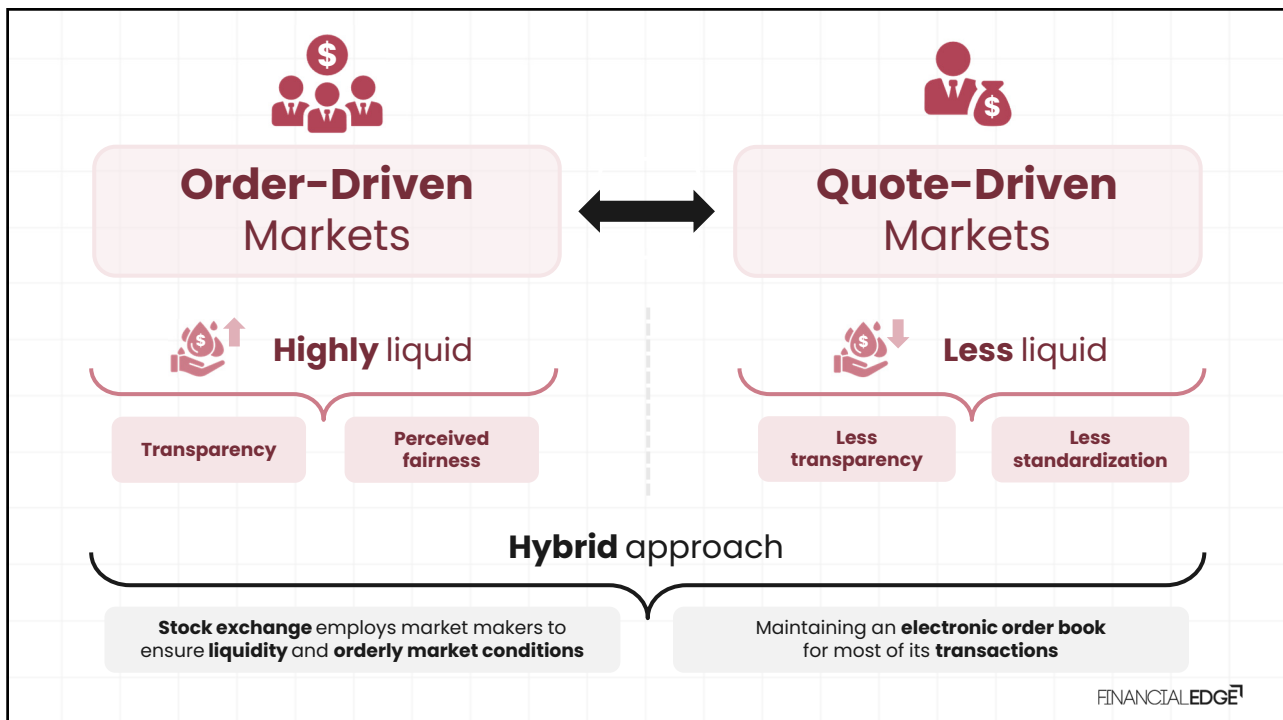 $
$
Order-Driven
Markets
Quote-Driven
Markets
$
Highly liquid
$
Less liquid
Transparency
Perceived
fairness
Less
transparency
Less
standardization
Hybrid approach
Stock exchange employs market makers to
ensure liquidity and orderly market conditions
Maintaining an electronic order book
for most of its transactions
FINANCIALEDGE